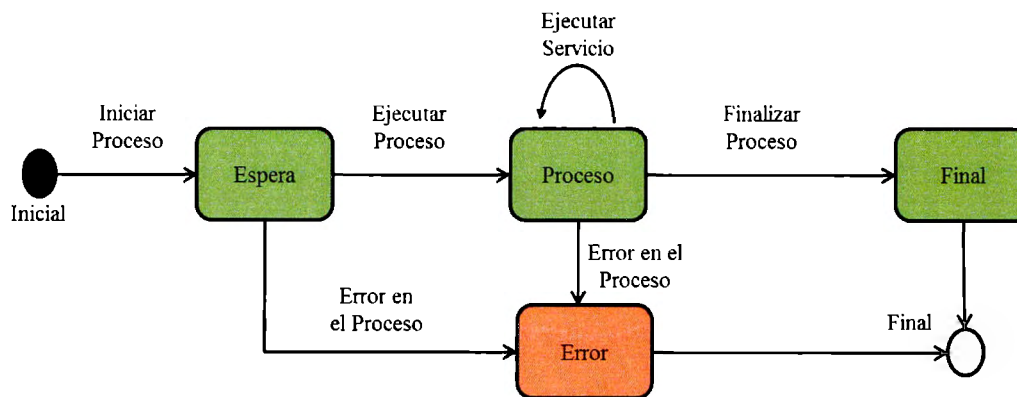 Ejecutar
Servicio
Iniciar
Proceso
Ejecutar
Proceso
Finalizar
Proceso
Espera
Proceso
Final
Inicial
Error en el
Proceso
Error en
el Proceso
Error
Final